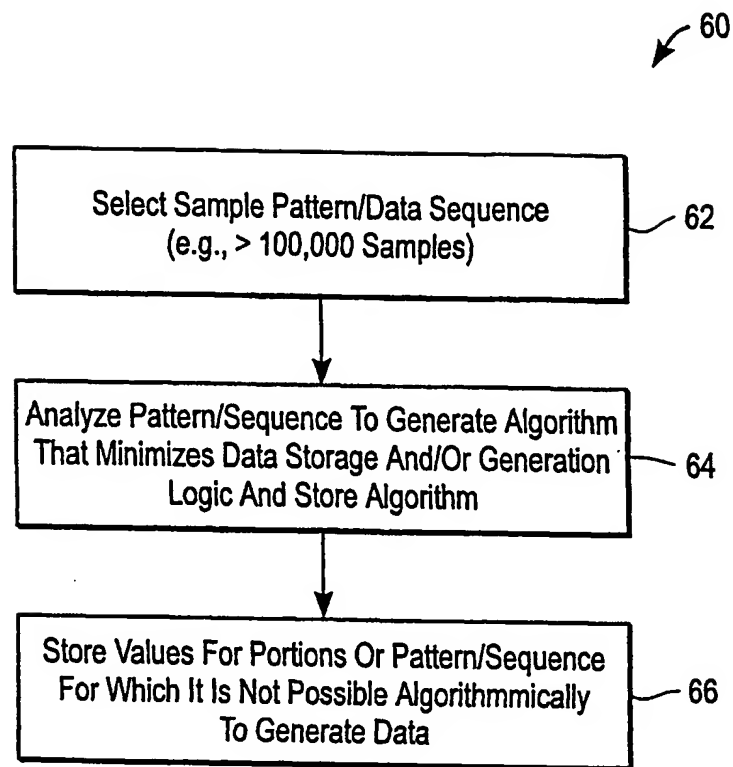 60
Select Sample Pattern/Data Sequence
(e.g., > 100,000 Samples)
62
Analyze Pattern/Sequence To Generate Algorithm
That Minimizes Data Storage And/Or Generation
Logic And Store Algorithm
64
Store Values For Portions Or Pattern/Sequence
For Which It Is Not Possible Algorithmmically
To Generate Data
66